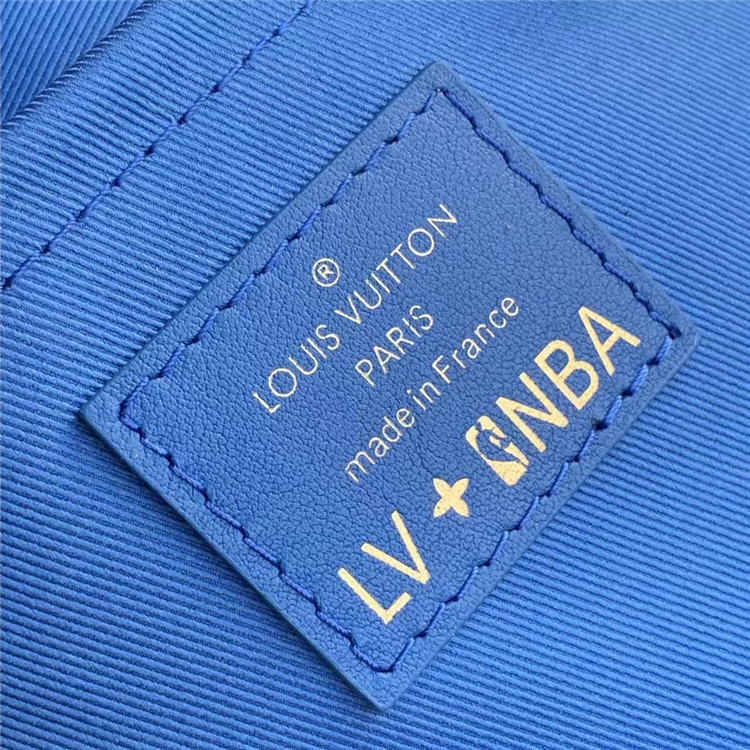 ®
LOUIS VUITTON
PARIS
made in France
LV NBA